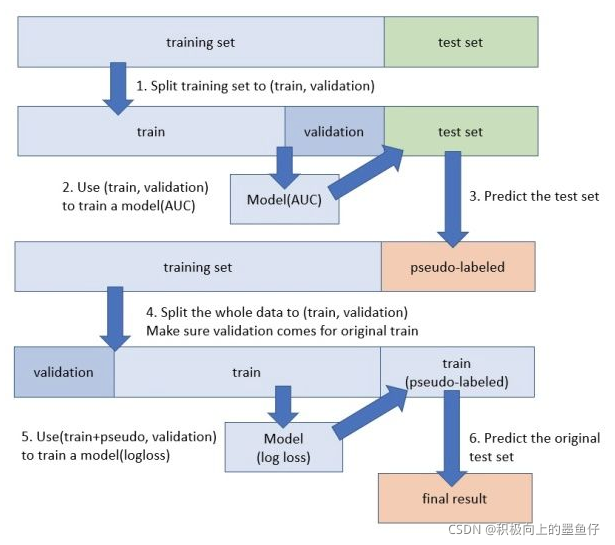 training set
test set
1. Split training set to (train, validation)
train
validation
test set
2. Use (train, validation)
to train a model(AUC)
Model(AUC)
3. Predict the test set
training set
pseudo-labeled
4. Split the whole data to (train, validation)
Make sure validation comes for original train
validation
train
train
(pseudo-labeled)
5. Use(train+pseudo, validation)
to train a model(logloss)
Model
(log loss)
6. Predict the original
test set
final result
CSDN @积极向上的墨鱼仔